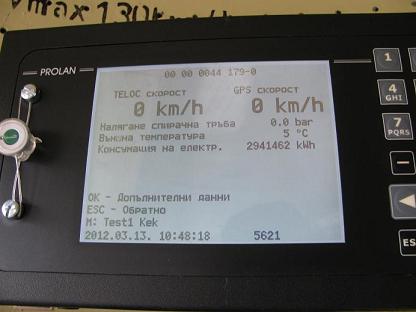 Vmax 130km
PROLAN
00 00 0044 179-0
TELOC скорост GPS скорост
0 km/h 0 km/h
Налягане спирачна тръба 0.0 bar
Външна температура 5 °C
Консумация на електр. 2941462 kWh
OK - Допълнителни данни
ESC - Обратно
M: Test1 Kek
2012.03.13. 10:48:18 5621
1
4
GHI
7
PQRS
ES